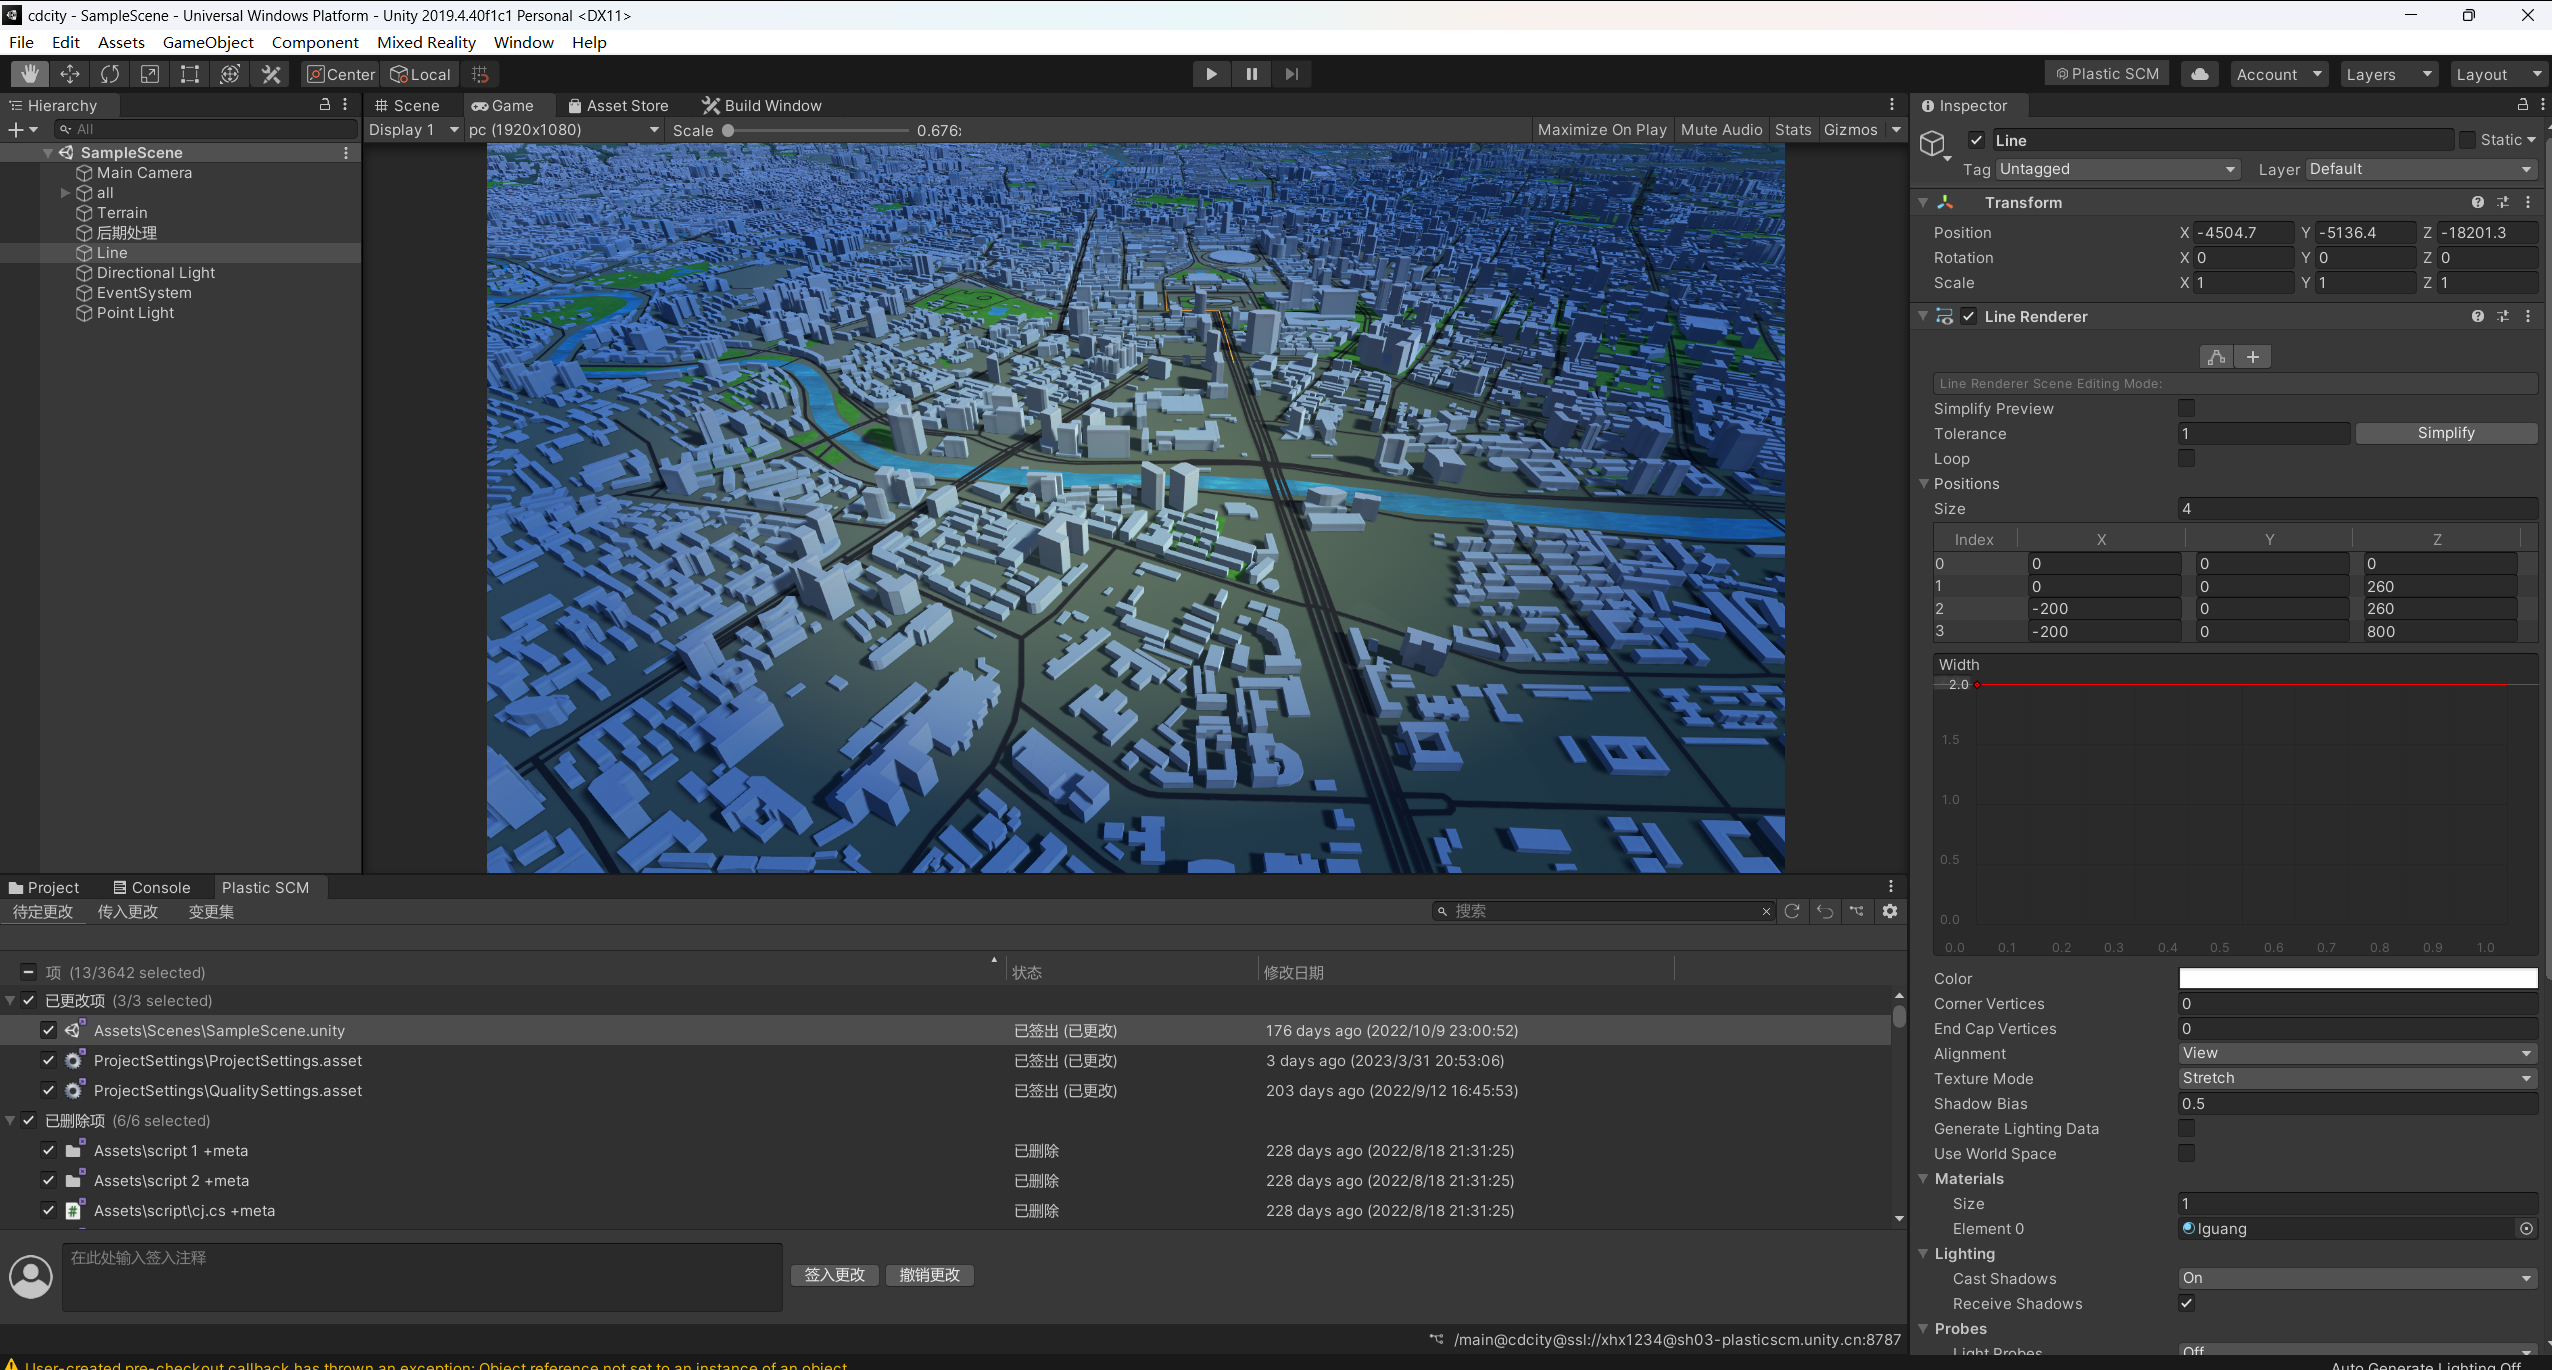 cdcity - SampleScene - Universal Windows Platform - Unity 2019.4.40f1c1 Personal <DX11>
File Edit Assets GameObject Component Mixed Reality Window Help
Center Local Plastic SCM Account Layers Layout
Hierarchy
All
SampleScene
Main Camera
all
Terrain
后期处理
Line
Directional Light
EventSystem
Point Light
Scene Game Asset Store Build Window
Display 1 pc (1920x1080) Scale 0.676 Maximize On Play Mute Audio Stats Gizmos
Inspector
Line Static
Tag Untagged Layer Default
Transform
Position X -4504.7 Y -5136.4 Z -18201.3
Rotation X 0 Y 0 Z 0
Scale X 1 Y 1 Z 1
Line Renderer
Line Renderer Scene Editing Mode:
Simplify Preview
Tolerance 1 Simplify
Loop
Positions
Size 4
Index X Y Z
0 0 0 0
1 0 0 260
2 -200 0 260
3 -200 0 800
Width
2.0
1.5
1.0
0.5
0.0
0.0 0.1 0.2 0.3 0.4 0.5 0.6 0.7 0.8 0.9 1.0
Color
Corner Vertices 0
End Cap Vertices 0
Alignment View
Texture Mode Stretch
Shadow Bias 0.5
Generate Lighting Data
Use World Space
Materials
Size 1
Element 0 lguang
Lighting
Cast Shadows On
Receive Shadows
Probes
Light Probes Off
Project Console Plastic SCM
待定更改 传入更改 变更集 搜索
项 (13/3642 selected) 状态 修改日期
已更改项 (3/3 selected)
Assets\Scenes\SampleScene.unity 已签出 (已更改) 176 days ago (2022/10/9 23:00:52)
ProjectSettings\ProjectSettings.asset 已签出 (已更改) 3 days ago (2023/3/31 20:53:06)
ProjectSettings\QualitySettings.asset 已签出 (已更改) 203 days ago (2022/9/12 16:45:53)
已删除项 (6/6 selected)
Assets\script 1 +meta 已删除 228 days ago (2022/8/18 21:31:25)
Assets\script 2 +meta 已删除 228 days ago (2022/8/18 21:31:25)
Assets\script\cj.cs +meta 已删除 228 days ago (2022/8/18 21:31:25)
在此处输入签入注释
签入更改 撤销更改
/main@cdcity@ssl://xhx1234@sh03-plasticscm.unity.cn:8787
User-created pre-checkout callback has thrown an exception: Object reference not set to an instance of an object
Auto Generate Lighting Off